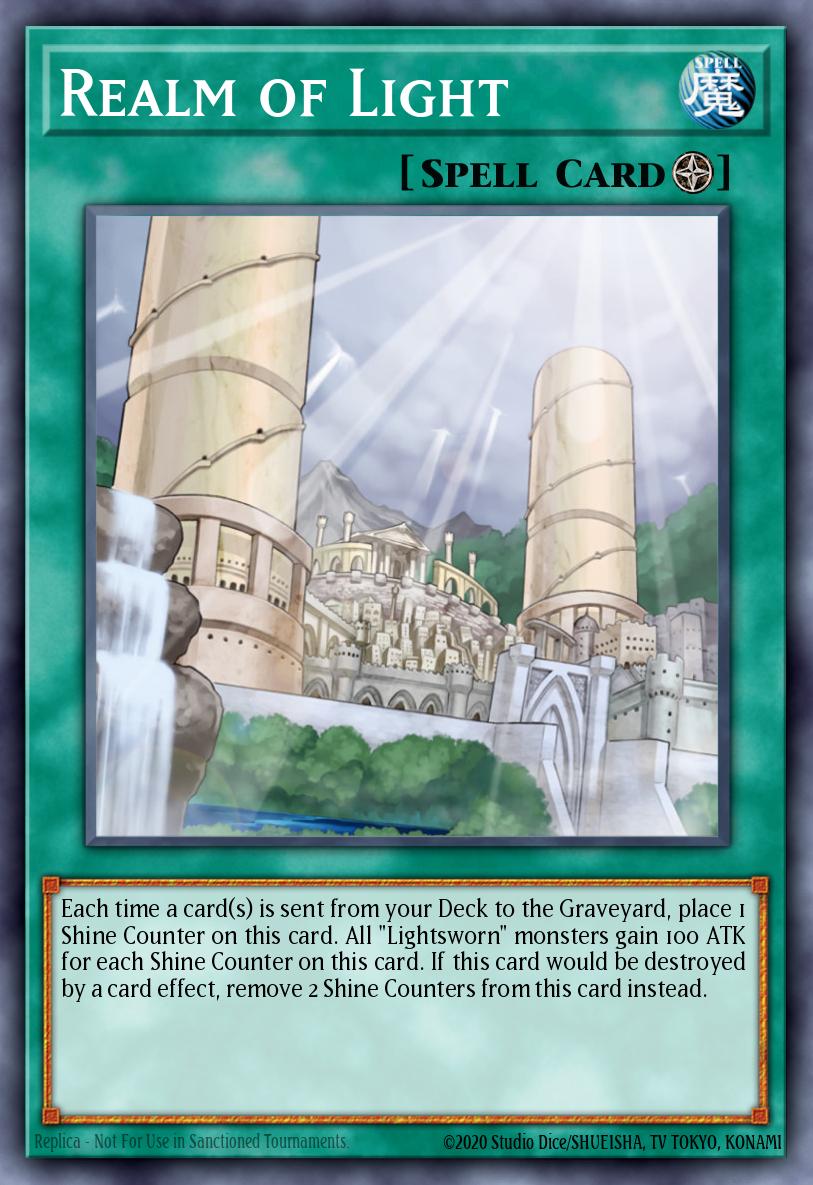 Realm of Light
SPELL
魔
[Spell Card]
Each time a card(s) is sent from your Deck to the Graveyard, place 1
Shine Counter on this card. All "Lightsworn" monsters gain 100 ATK
for each Shine Counter on this card. If this card would be destroyed
by a card effect, remove 2 Shine Counters from this card instead.
Replica - Not For Use in Sanctioned Tournaments.
©2020 Studio Dice/SHUEISHA, TV TOKYO, KONAMI